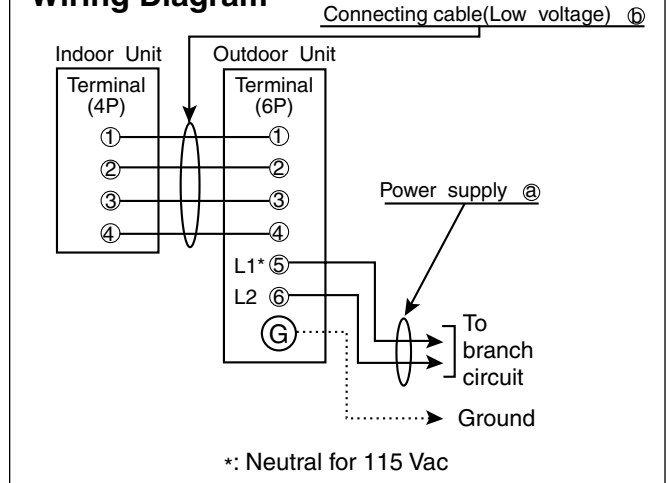 Wiring Diagram
Connecting cable(Low voltage) ⓑ
Indoor Unit
Outdoor Unit
Terminal
(4P)
Terminal
(6P)
① ①
② ②
③ ③
④ ④
Power supply ⓐ
L1* ⑤
L2 ⑥
G
To
branch
circuit
Ground
*: Neutral for 115 Vac